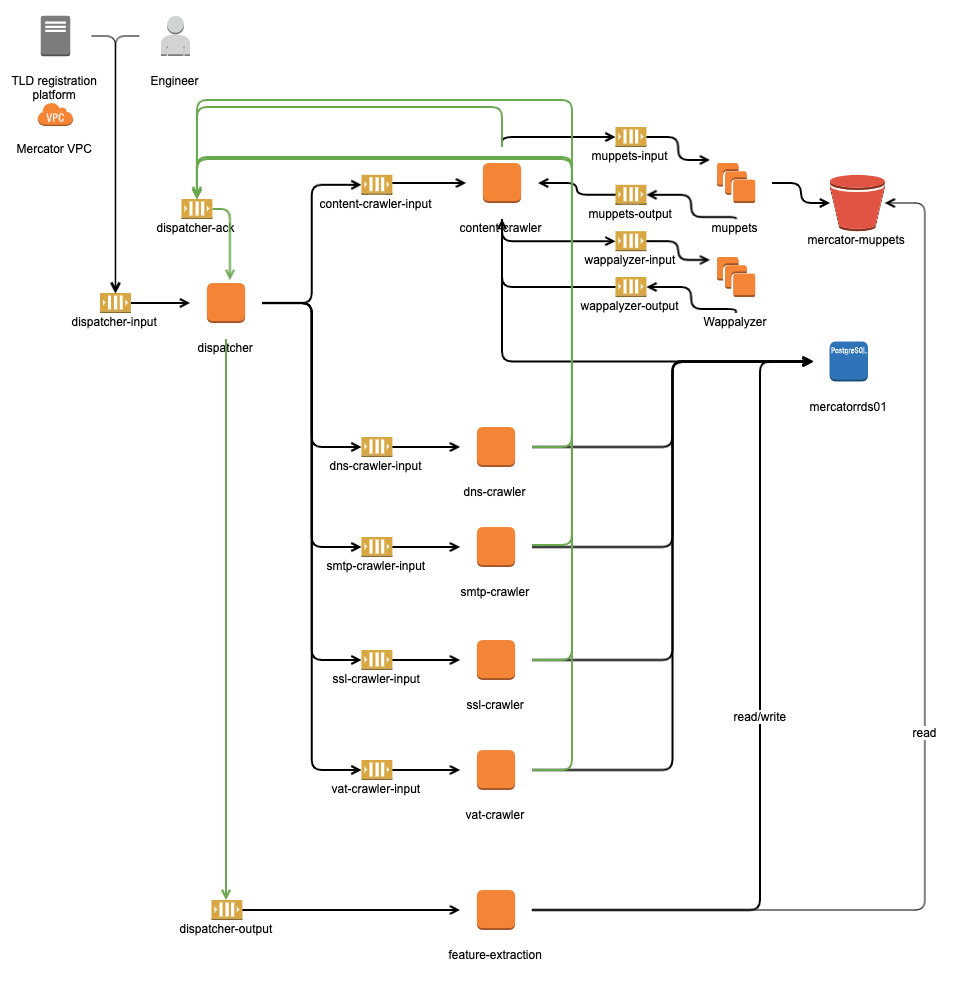 TLD registration
platform
Engineer
VPC
Mercator VPC
muppets-input
content-crawler-input
muppets-output
dispatcher-ack
content-crawler
muppets
mercator-muppets
wappalyzer-input
wappalyzer-output
dispatcher-input
Wappalyzer
dispatcher
PostgreSQL
mercatorrds01
dns-crawler-input
dns-crawler
smtp-crawler-input
smtp-crawler
ssl-crawler-input
ssl-crawler
read/write
read
vat-crawler-input
vat-crawler
dispatcher-output
feature-extraction